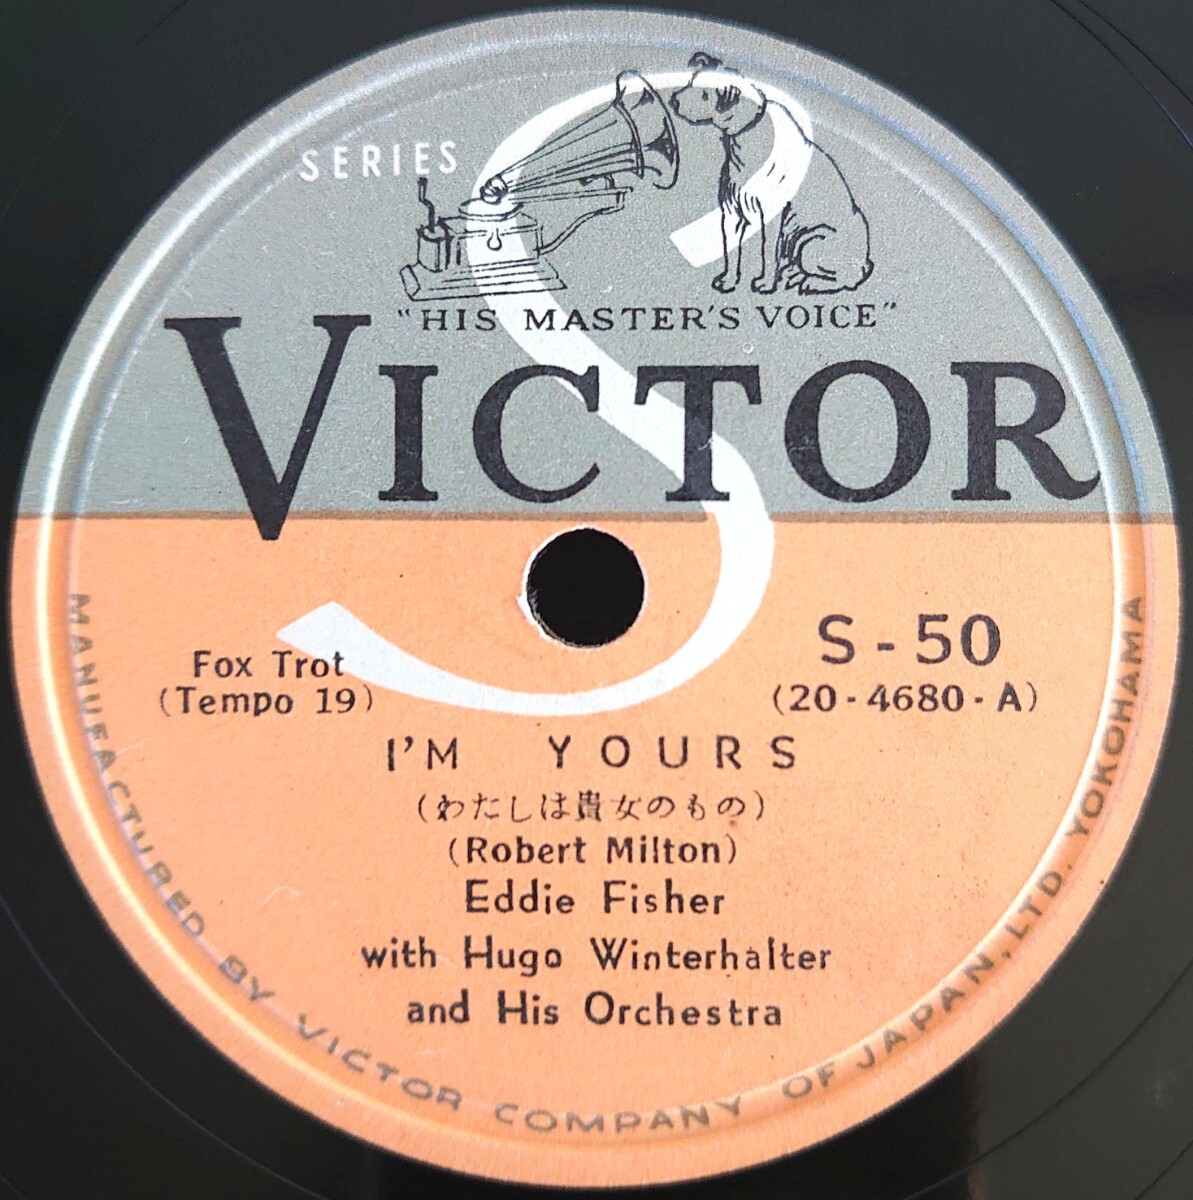 SERIES
S
"HIS MASTER'S VOICE"
VICTOR
Fox Trot
(Tempo 19)
S-50
(20-4680-A)
I'M YOURS
(わたしは貴女のもの)
(Robert Milton)
Eddie Fisher
with Hugo Winterhalter
and His Orchestra
MANUFACTURED BY VICTOR COMPANY OF JAPAN, LTD. YOKOHAMA